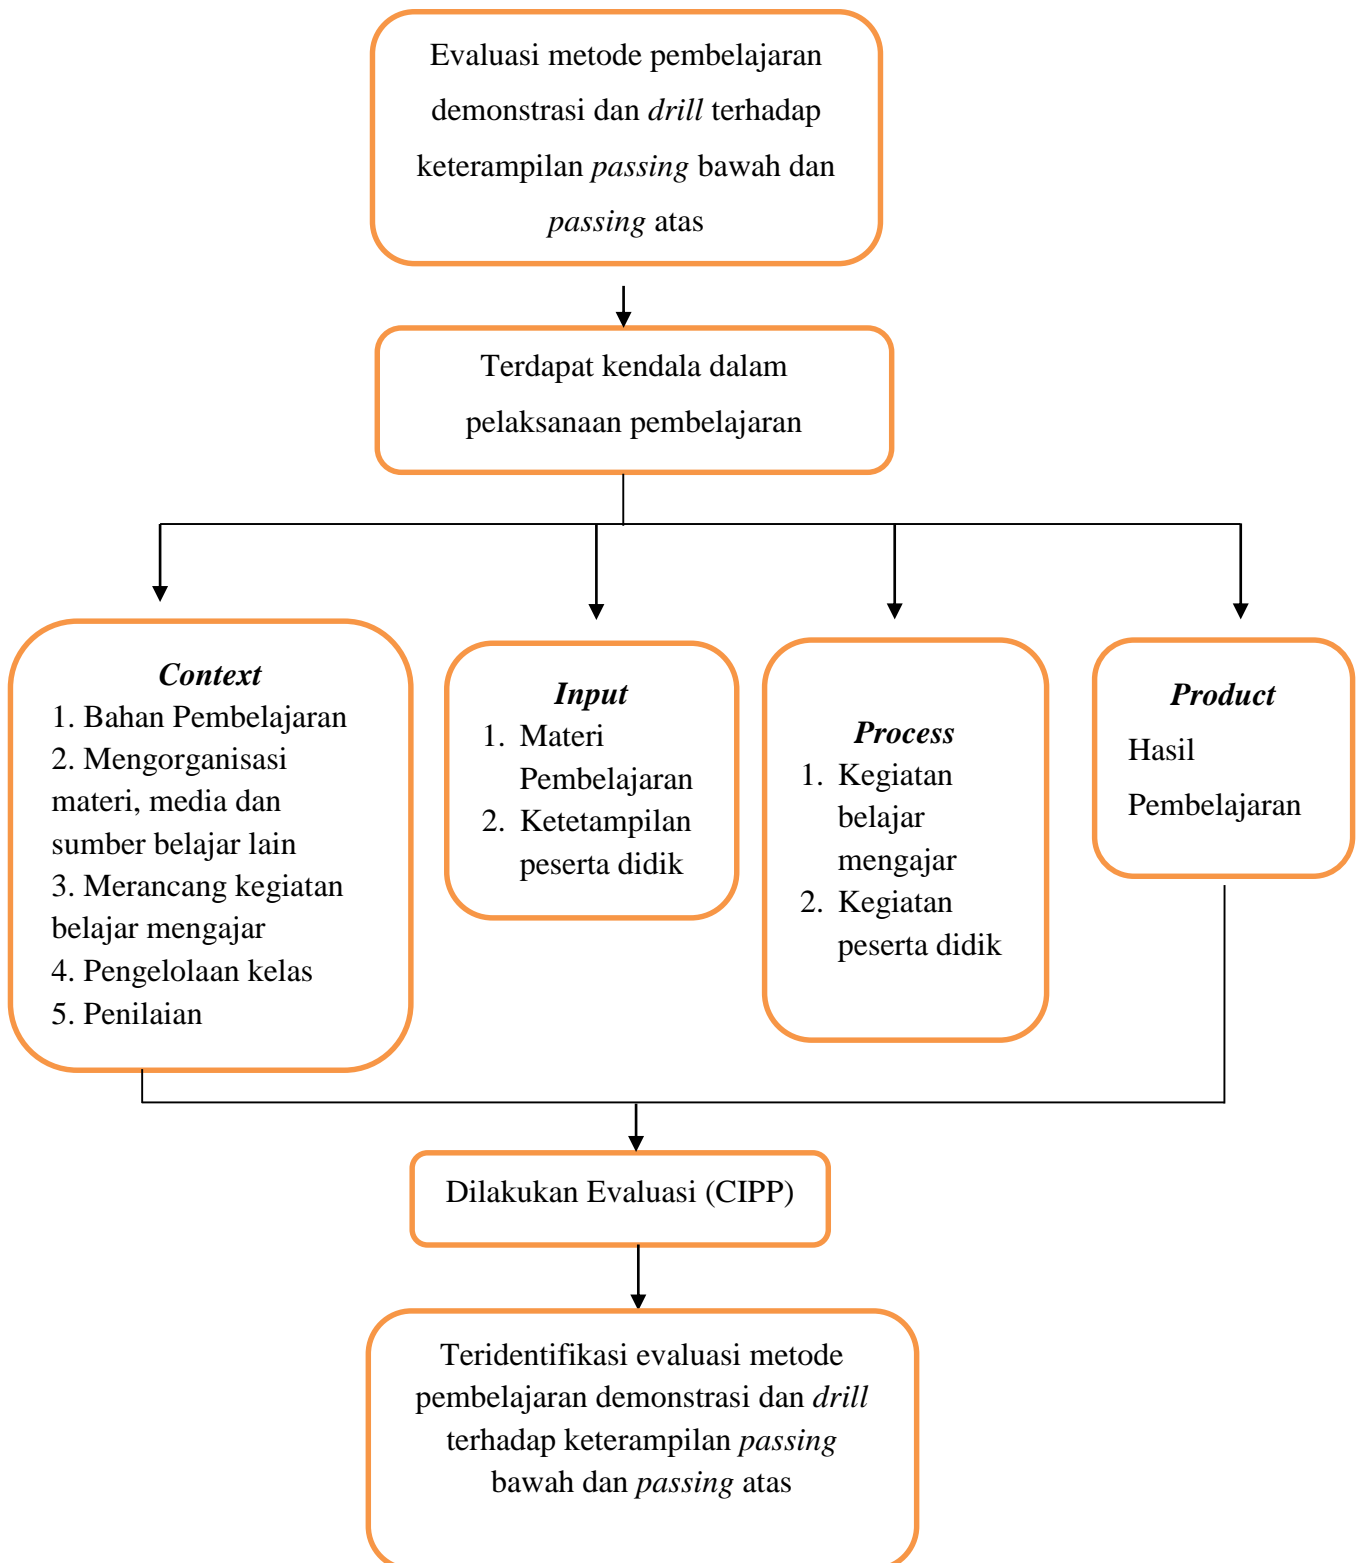 Evaluasi metode pembelajaran
demonstrasi dan drill terhadap
keterampilan passing bawah dan
passing atas
Terdapat kendala dalam
pelaksanaan pembelajaran
Context
1. Bahan Pembelajaran
2. Mengorganisasi
materi, media dan
sumber belajar lain
3. Merancang kegiatan
belajar mengajar
4. Pengelolaan kelas
5. Penilaian
Input
1. Materi
Pembelajaran
2. Ketetampilan
peserta didik
Process
1. Kegiatan
belajar
mengajar
2. Kegiatan
peserta didik
Product
Hasil
Pembelajaran
Dilakukan Evaluasi (CIPP)
Teridentifikasi evaluasi metode
pembelajaran demonstrasi dan drill
terhadap keterampilan passing
bawah dan passing atas